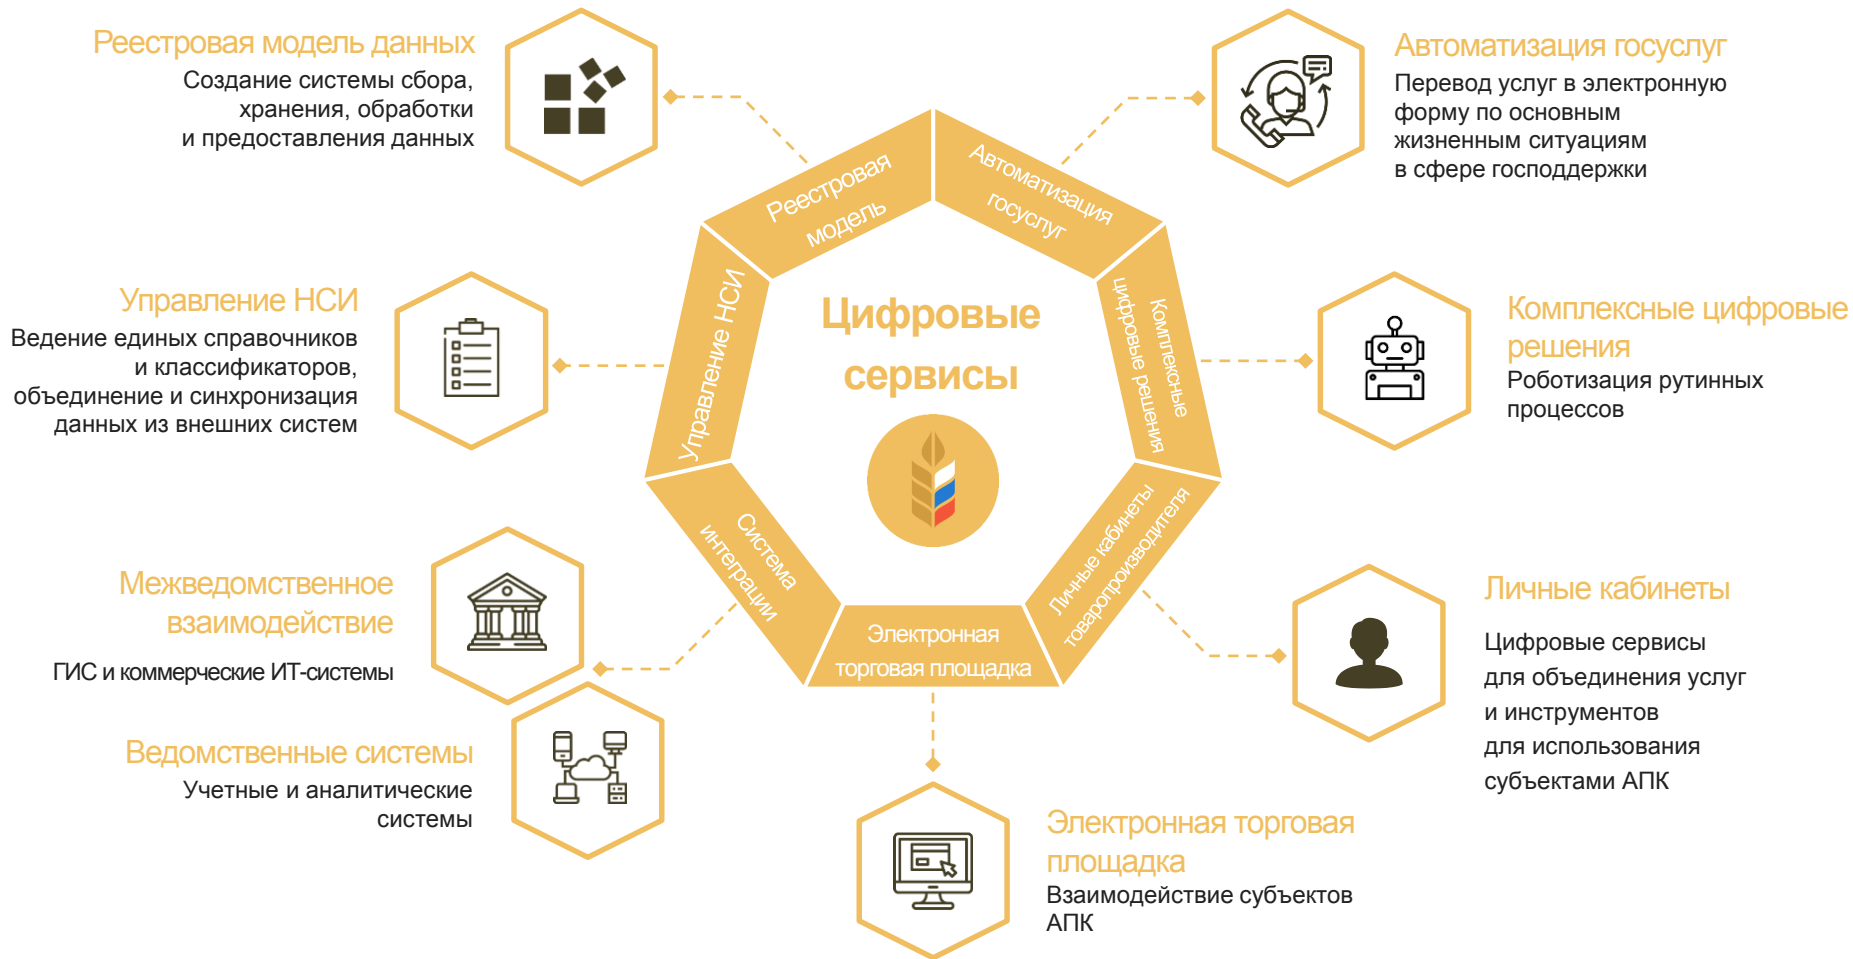 Реестровая модель данных
Создание системы сбора,
хранения, обработки
и предоставления данных
Автоматизация госуслуг
Перевод услуг в электронную
форму по основным
жизненным ситуациям
в сфере господдержки
Управление НСИ
Ведение единых справочников
и классификаторов,
объединение и синхронизация
данных из внешних систем
Комплексные цифровые
решения
Роботизация рутинных
процессов
Межведомственное
взаимодействие
ГИС и коммерческие ИТ-системы
Ведомственные системы
Учетные и аналитические
системы
Личные кабинеты
Цифровые сервисы
для объединения услуг
и инструментов
для использования
субъектами АПК
Электронная торговая
площадка
Взаимодействие субъектов
АПК
Цифровые
сервисы
Реестровая
модель
Автоматизация
госуслуг
Комплексные
цифровые решения
Личные кабинеты
товаропроизводителя
Электронная
торговая площадка
Система
интеграции
Управление НСИ